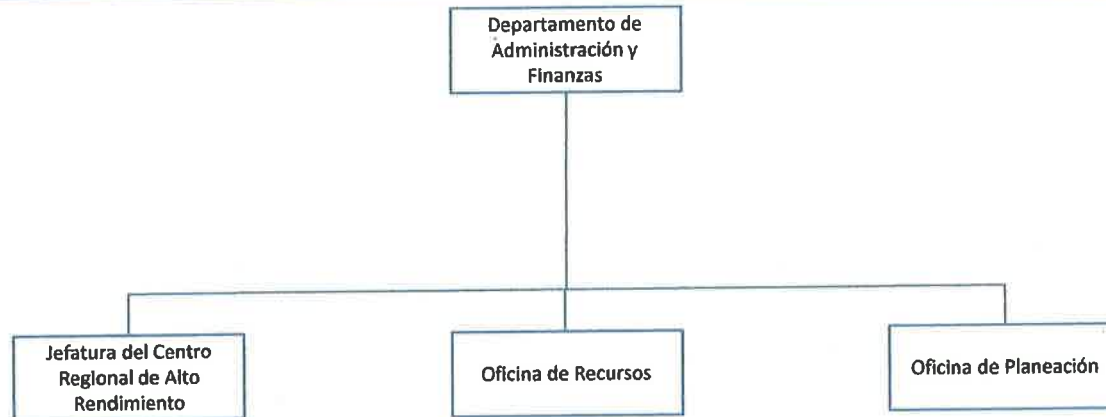 Departamento de
Administración y
Finanzas
Jefatura del Centro
Regional de Alto
Rendimiento
Oficina de Recursos
Oficina de Planeación